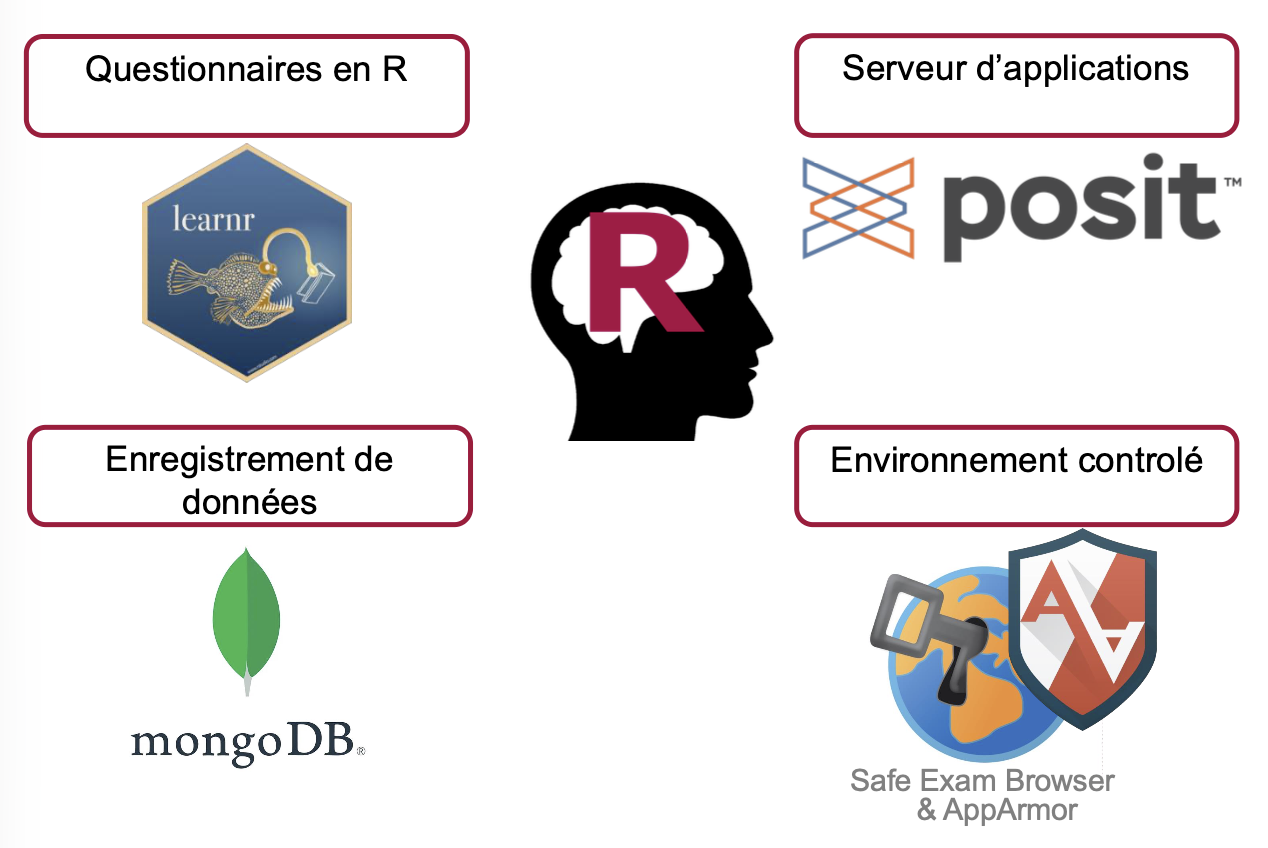 Questionnaires en R
Serveur d’applications
learnr
R
posit™
Enregistrement de
données
Environnement controlé
A A
mongoDB®
Safe Exam Browser
& AppArmor